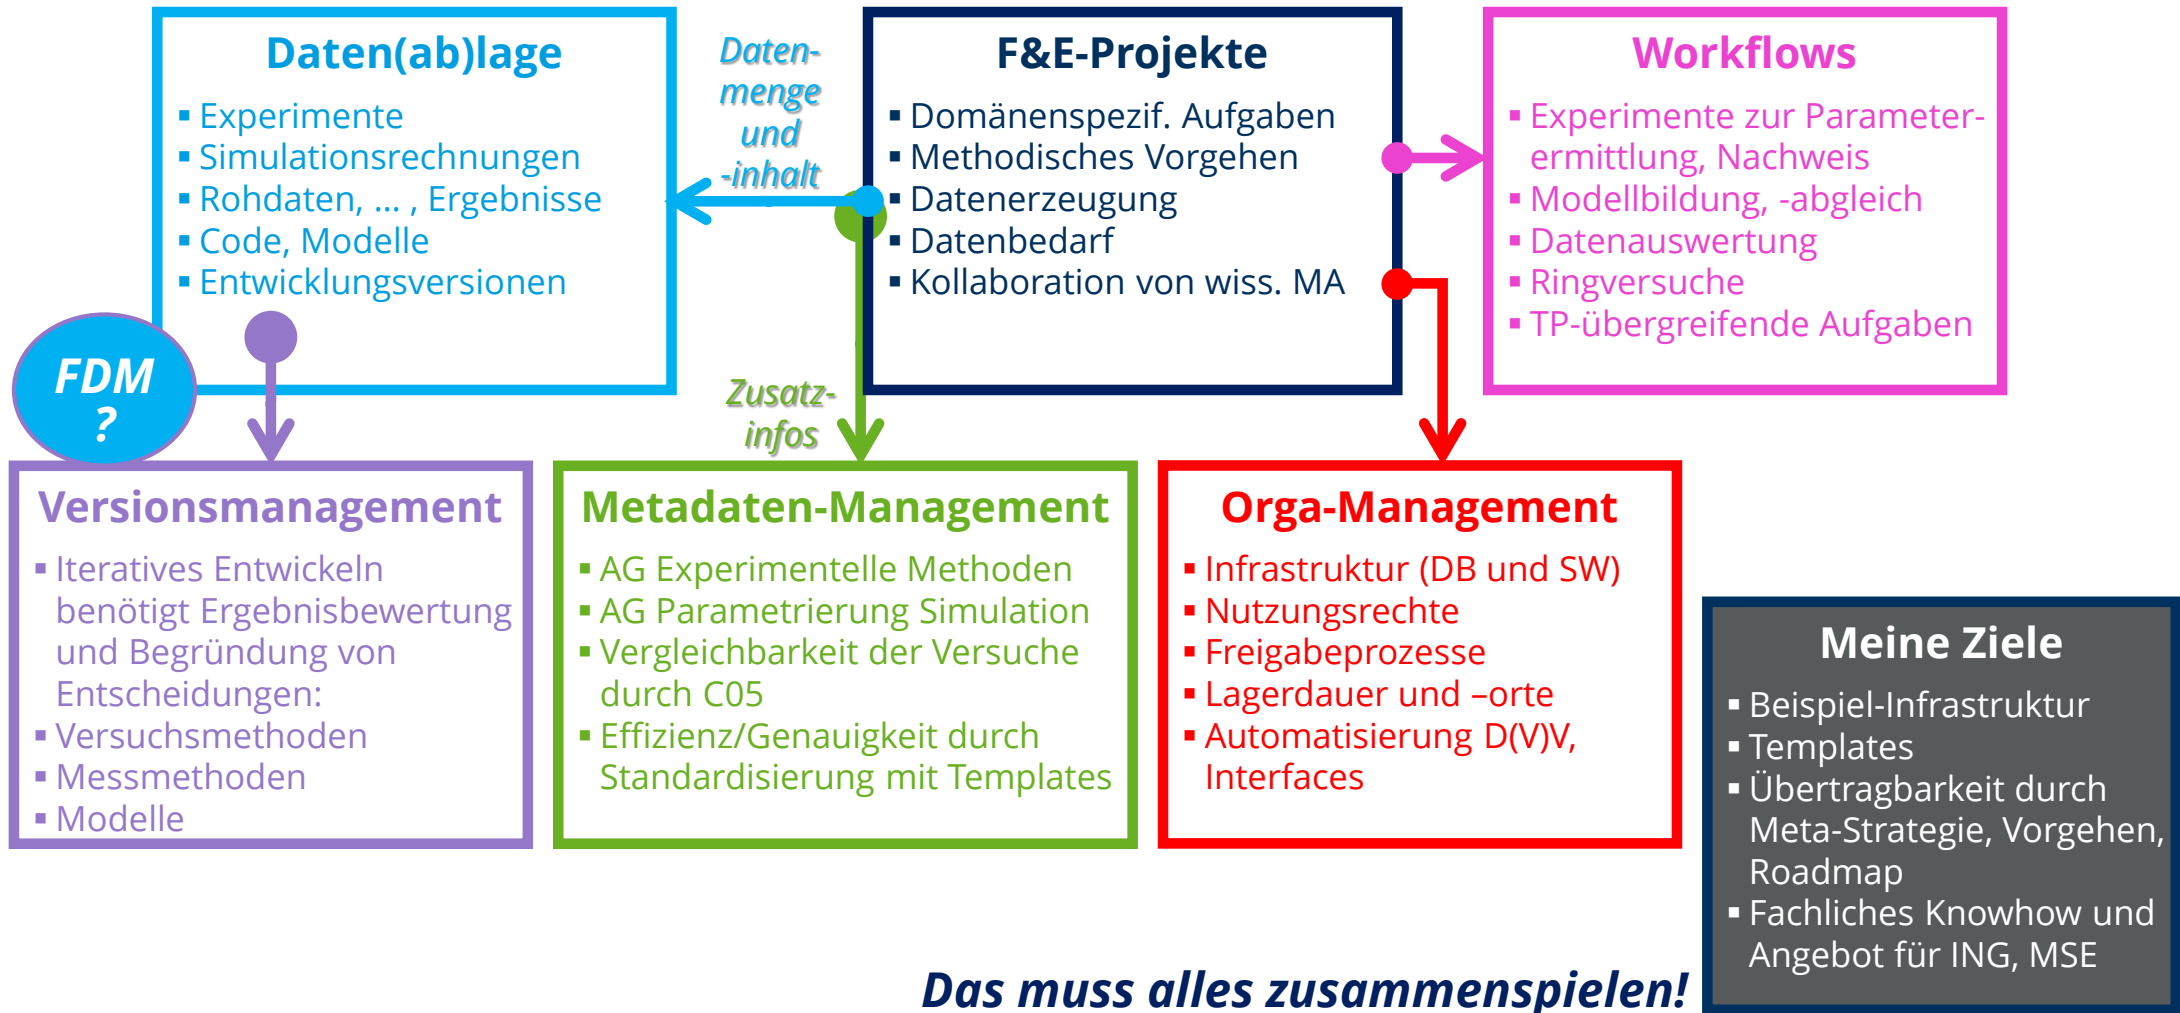 Daten(ab)lage
▪ Experimente
▪ Simulationsrechnungen
▪ Rohdaten, ... , Ergebnisse
▪ Code, Modelle
▪ Entwicklungsversionen
Daten-
menge
und
-inhalt
F&E-Projekte
▪ Domänenspezif. Aufgaben
▪ Methodisches Vorgehen
▪ Datenerzeugung
▪ Datenbedarf
▪ Kollaboration von wiss. MA
Workflows
▪ Experimente zur Parameter-
ermittlung, Nachweis
▪ Modellbildung, -abgleich
▪ Datenauswertung
▪ Ringversuche
▪ TP-übergreifende Aufgaben
FDM
?
Zusatz-
infos
Versionsmanagement
▪ Iteratives Entwickeln
benötigt Ergebnisbewertung
und Begründung von
Entscheidungen:
▪ Versuchsmethoden
▪ Messmethoden
▪ Modelle
Metadaten-Management
▪ AG Experimentelle Methoden
▪ AG Parametrierung Simulation
▪ Vergleichbarkeit der Versuche
durch C05
▪ Effizienz/Genauigkeit durch
Standardisierung mit Templates
Orga-Management
▪ Infrastruktur (DB und SW)
▪ Nutzungsrechte
▪ Freigabeprozesse
▪ Lagerdauer und –orte
▪ Automatisierung D(V)V,
Interfaces
Meine Ziele
▪ Beispiel-Infrastruktur
▪ Templates
▪ Übertragbarkeit durch
Meta-Strategie, Vorgehen,
Roadmap
▪ Fachliches Knowhow und
Angebot für ING, MSE
Das muss alles zusammenspielen!